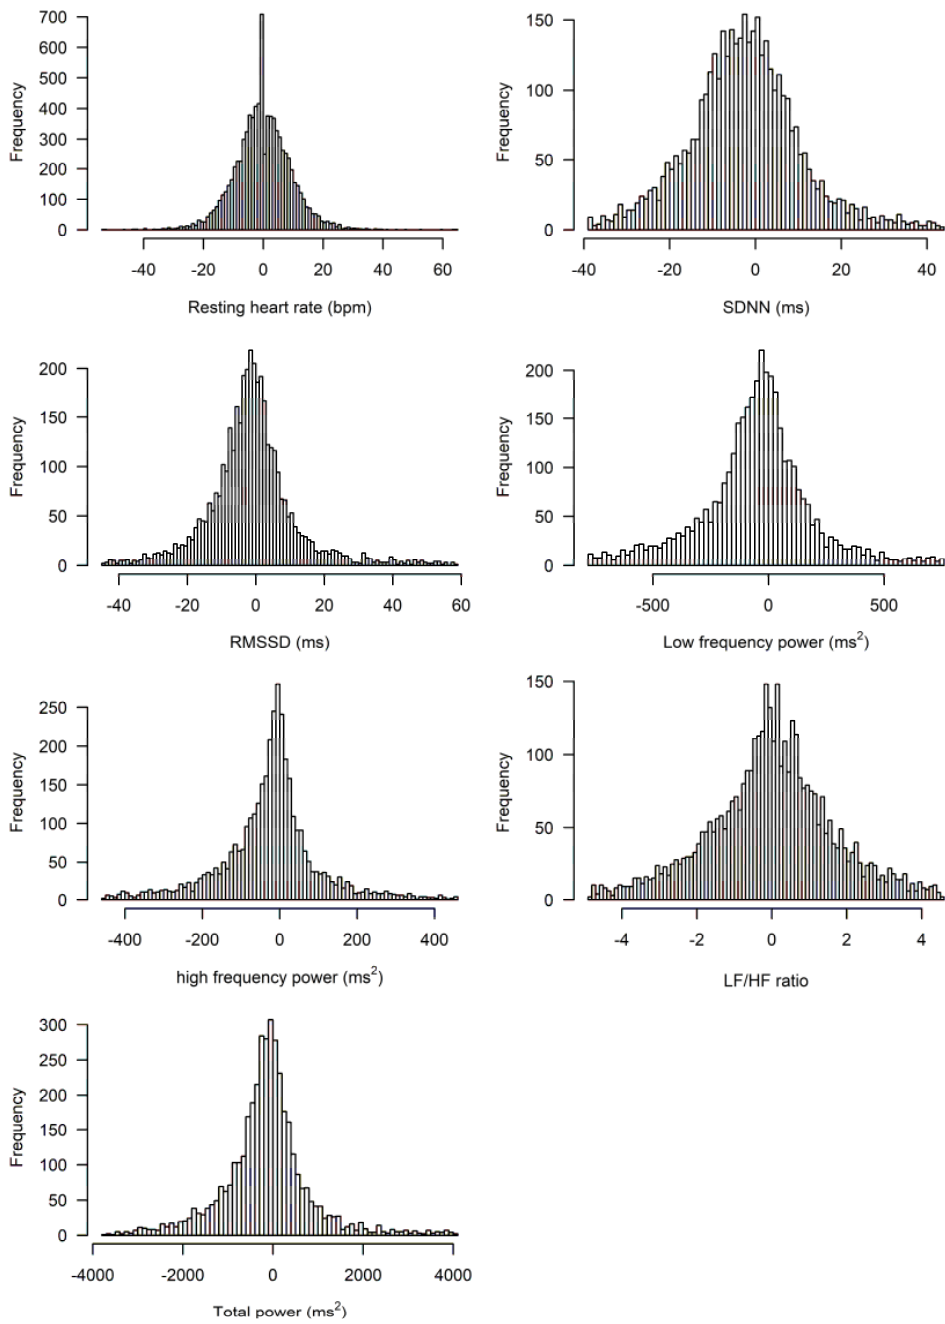 Frequency
700
600
500
400
300
200
100
0
-40 -20 0 20 40 60
Resting heart rate (bpm)
Frequency
150
100
50
0
-40 -20 0 20 40
SDNN (ms)
Frequency
200
150
100
50
0
-40 -20 0 20 40 60
RMSSD (ms)
Frequency
200
150
100
50
0
-500 0 500
Low frequency power (ms²)
Frequency
250
200
150
100
50
0
-400 -200 0 200 400
high frequency power (ms²)
Frequency
150
100
50
0
-4 -2 0 2 4
LF/HF ratio
Frequency
300
250
200
150
100
50
0
-4000 -2000 0 2000 4000
Total power (ms²)